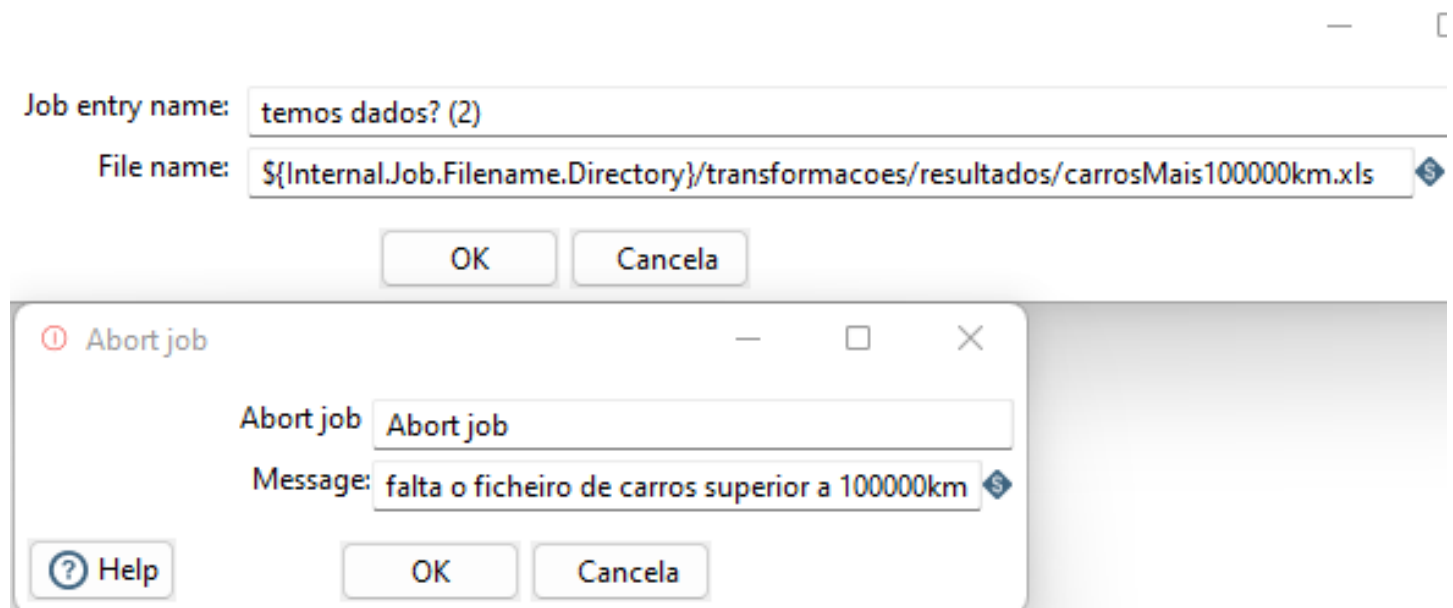 Job entry name: temos dados? (2)
File name: ${Internal.Job.Filename.Directory}/transformacoes/resultados/carrosMais100000km.xls
OK Cancela
Abort job
Abort job Abort job
Message: falta o ficheiro de carros superior a 100000km
Help OK Cancela